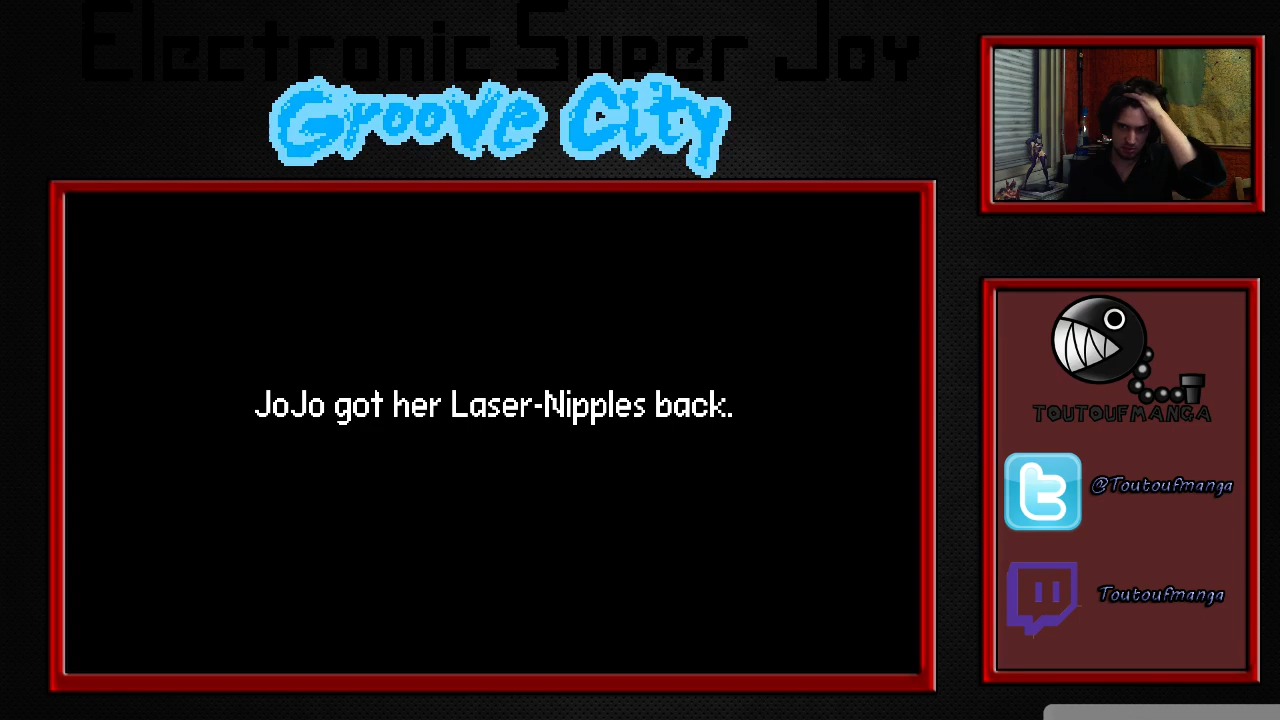 Electronic Super Joy
Groove City
JoJo got her Laser-Nipples back.
TOUTOUFMANGA
@Toutoufmanga
Toutoufmanga